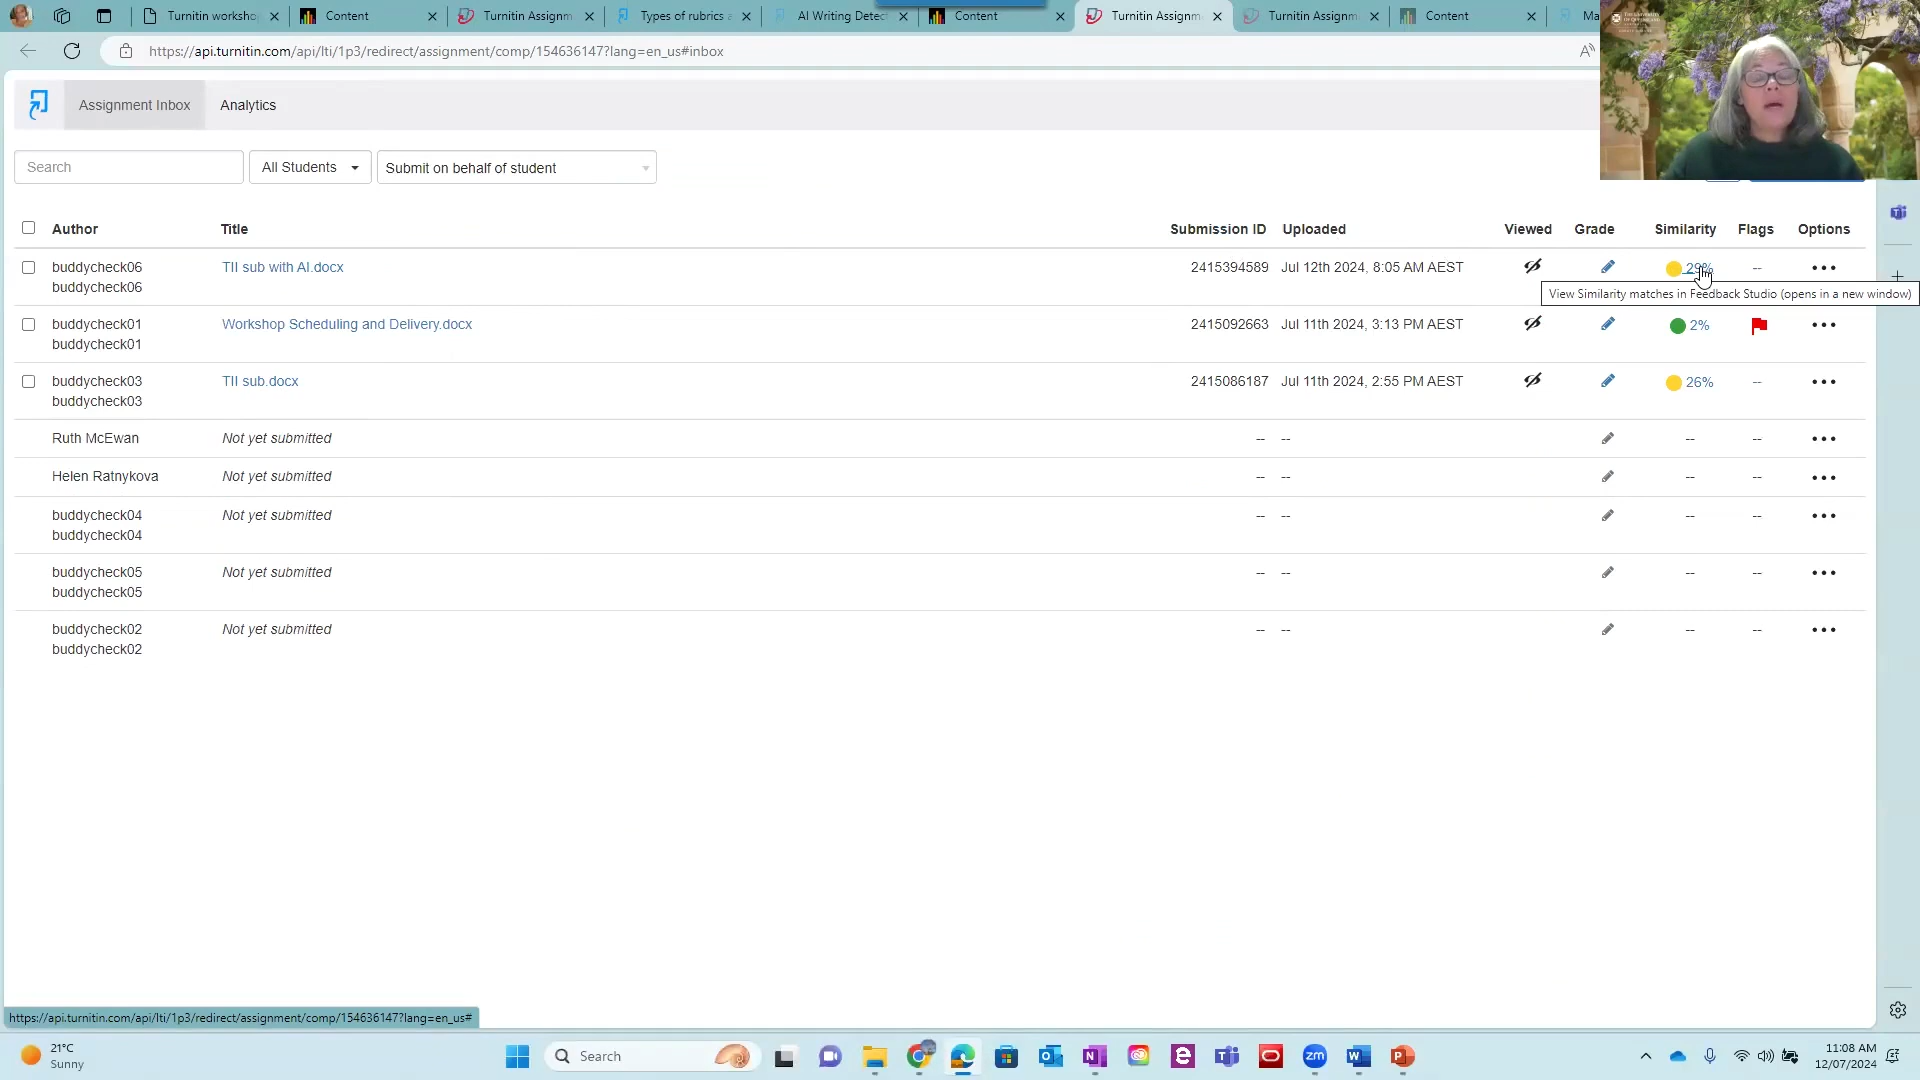 Turnitin worksho
Content
Turnitin Assignm
Types of rubrics a
AI Writing Detec
Content
Turnitin Assignm
Turnitin Assignm
Content
Ma
https://api.turnitin.com/api/lti/1p3/redirect/assignment/comp/154636147?lang=en_us#inbox
Assignment Inbox
Analytics
Search
All Students
Submit on behalf of student
Author Title Submission ID Uploaded Viewed Grade Similarity Flags Options
buddycheck06 TII sub with AI.docx 2415394589 Jul 12th 2024, 8:05 AM AEST 29% --
buddycheck06
View Similarity matches in Feedback Studio (opens in a new window)
buddycheck01 Workshop Scheduling and Delivery.docx 2415092663 Jul 11th 2024, 3:13 PM AEST 2%
buddycheck01
buddycheck03 TII sub.docx 2415086187 Jul 11th 2024, 2:55 PM AEST 26% --
buddycheck03
Ruth McEwan Not yet submitted -- -- -- --
Helen Ratnykova Not yet submitted -- -- -- --
buddycheck04 Not yet submitted -- -- -- --
buddycheck04
buddycheck05 Not yet submitted -- -- -- --
buddycheck05
buddycheck02 Not yet submitted -- -- -- --
buddycheck02
https://api.turnitin.com/api/lti/1p3/redirect/assignment/comp/154636147?lang=en_us#
21°C
Sunny
Search
11:08 AM
12/07/2024